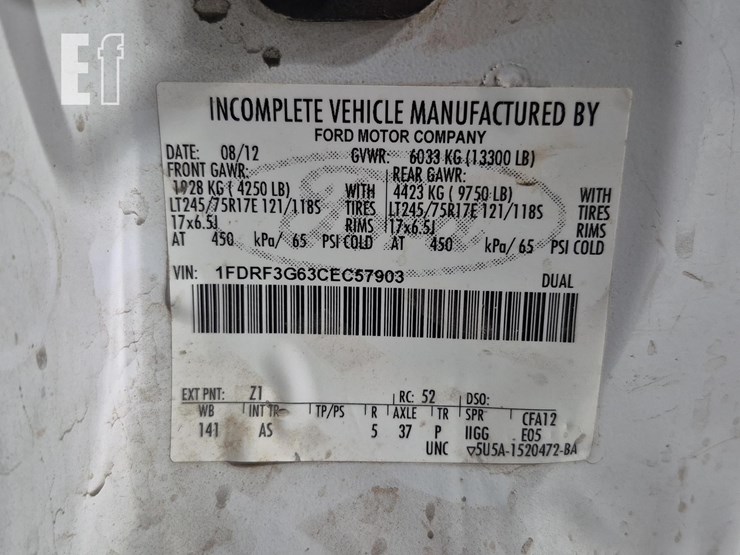 Ef
INCOMPLETE VEHICLE MANUFACTURED BY
FORD MOTOR COMPANY
DATE: 08/12 GVWR: 6033 KG (13300 LB)
FRONT GAWR: REAR GAWR:
1928 KG ( 4250 LB) WITH 4423 KG ( 9750 LB) WITH
LT245/75R17E 121/118S TIRES LT245/75R17E 121/118S TIRES
17x6.5J RIMS 17x6.5J RIMS
AT 450 kPa/ 65 PSI COLD AT 450 kPa/ 65 PSI COLD
VIN: 1FDRF3G63CEC57903 DUAL
EXT PNT: Z1 RC: 52 DSO:
WB INT TR TP/PS R AXLE TR SPR CFA12
141 AS 5 37 P IIGG E05
UNC ▽5U5A-1520472-BA